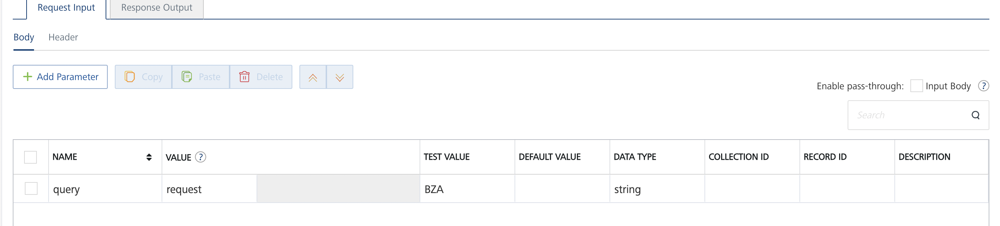 Request Input Response Output
Body Header
Add Parameter Copy Paste Delete
Enable pass-through: Input Body ?
Search
NAME VALUE ? TEST VALUE DEFAULT VALUE DATA TYPE COLLECTION ID RECORD ID DESCRIPTION
query request BZA string